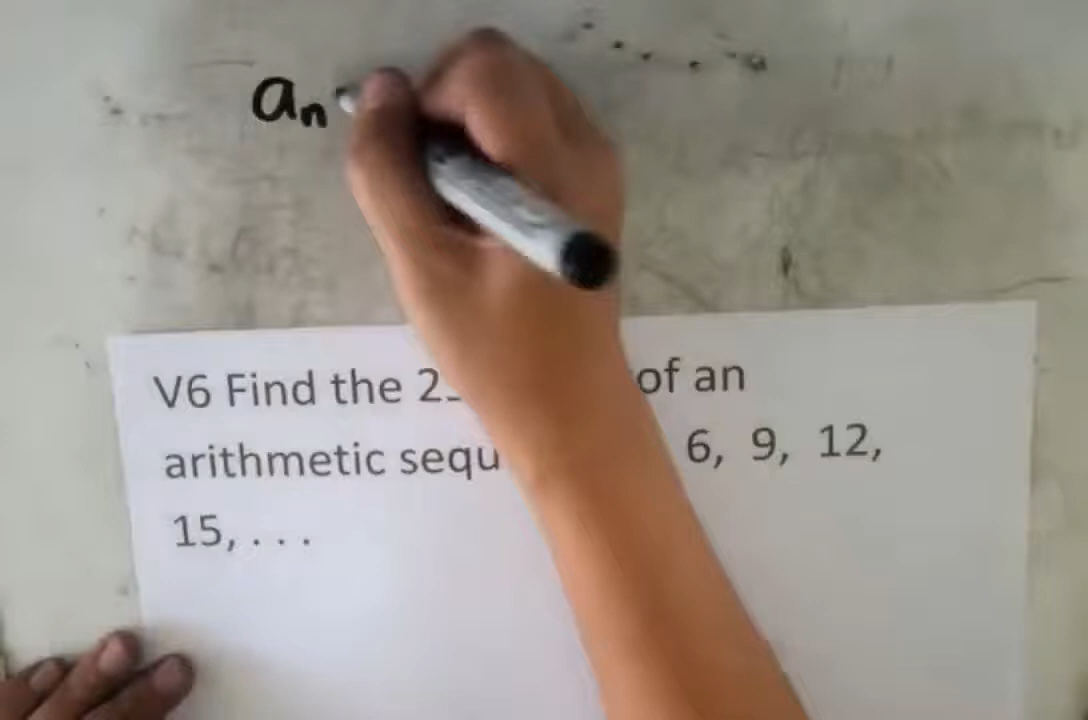 an
V6 Find the 2 of an
arithmetic sequ 6, 9, 12,
15, . . .